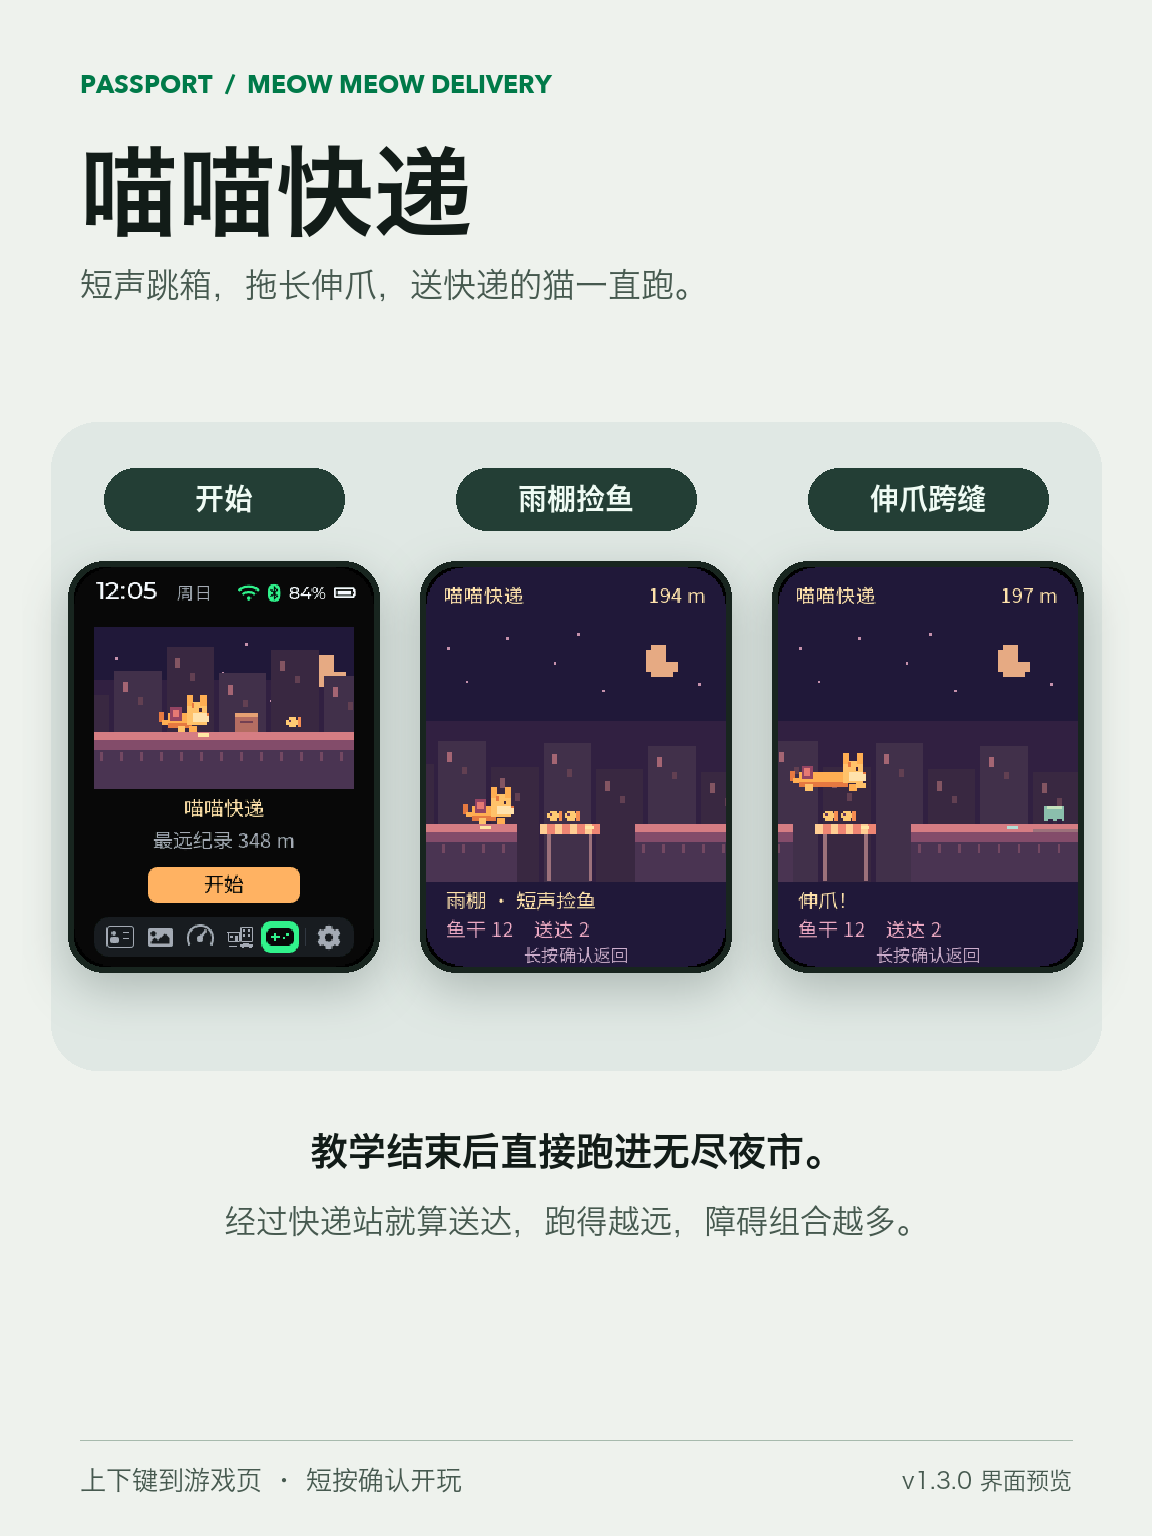 PASSPORT / MEOW MEOW DELIVERY
喵喵快递
短声跳箱，拖长伸爪，送快递的猫一直跑。
开始
雨棚捡鱼
伸爪跨缝
12:05 周日 84%
喵喵快递
最远纪录 348 m
开始
喵喵快递 194 m
雨棚 · 短声捡鱼
鱼干 12 送达 2
长按确认返回
喵喵快递 197 m
伸爪！
鱼干 12 送达 2
长按确认返回
教学结束后直接跑进无尽夜市。
经过快递站就算送达，跑得越远，障碍组合越多。
上下键到游戏页 · 短按确认开玩
v1.3.0 界面预览